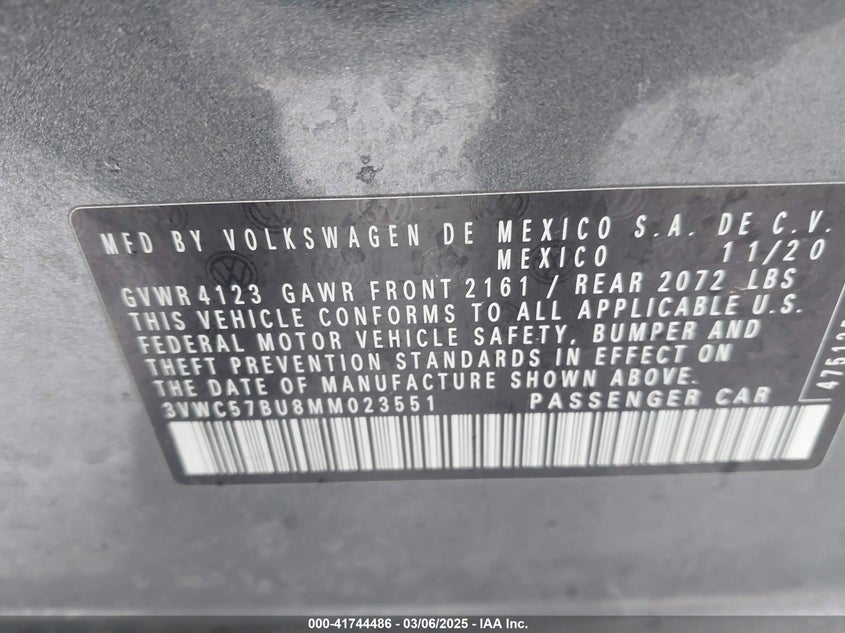 MFD BY VOLKSWAGEN DE MEXICO S.A. DE C.V.
MEXICO 11/20
GVWR 4123 GAWR FRONT 2161 / REAR 2072 LBS
THIS VEHICLE CONFORMS TO ALL APPLICABLE U.S.
FEDERAL MOTOR VEHICLE SAFETY, BUMPER AND
THEFT PREVENTION STANDARDS IN EFFECT ON
THE DATE OF MANUFACTURE SHOWN ABOVE.
3VWC57BU8MM023551 PASSENGER CAR
000-41744486 - 03/06/2025 - IAA Inc.